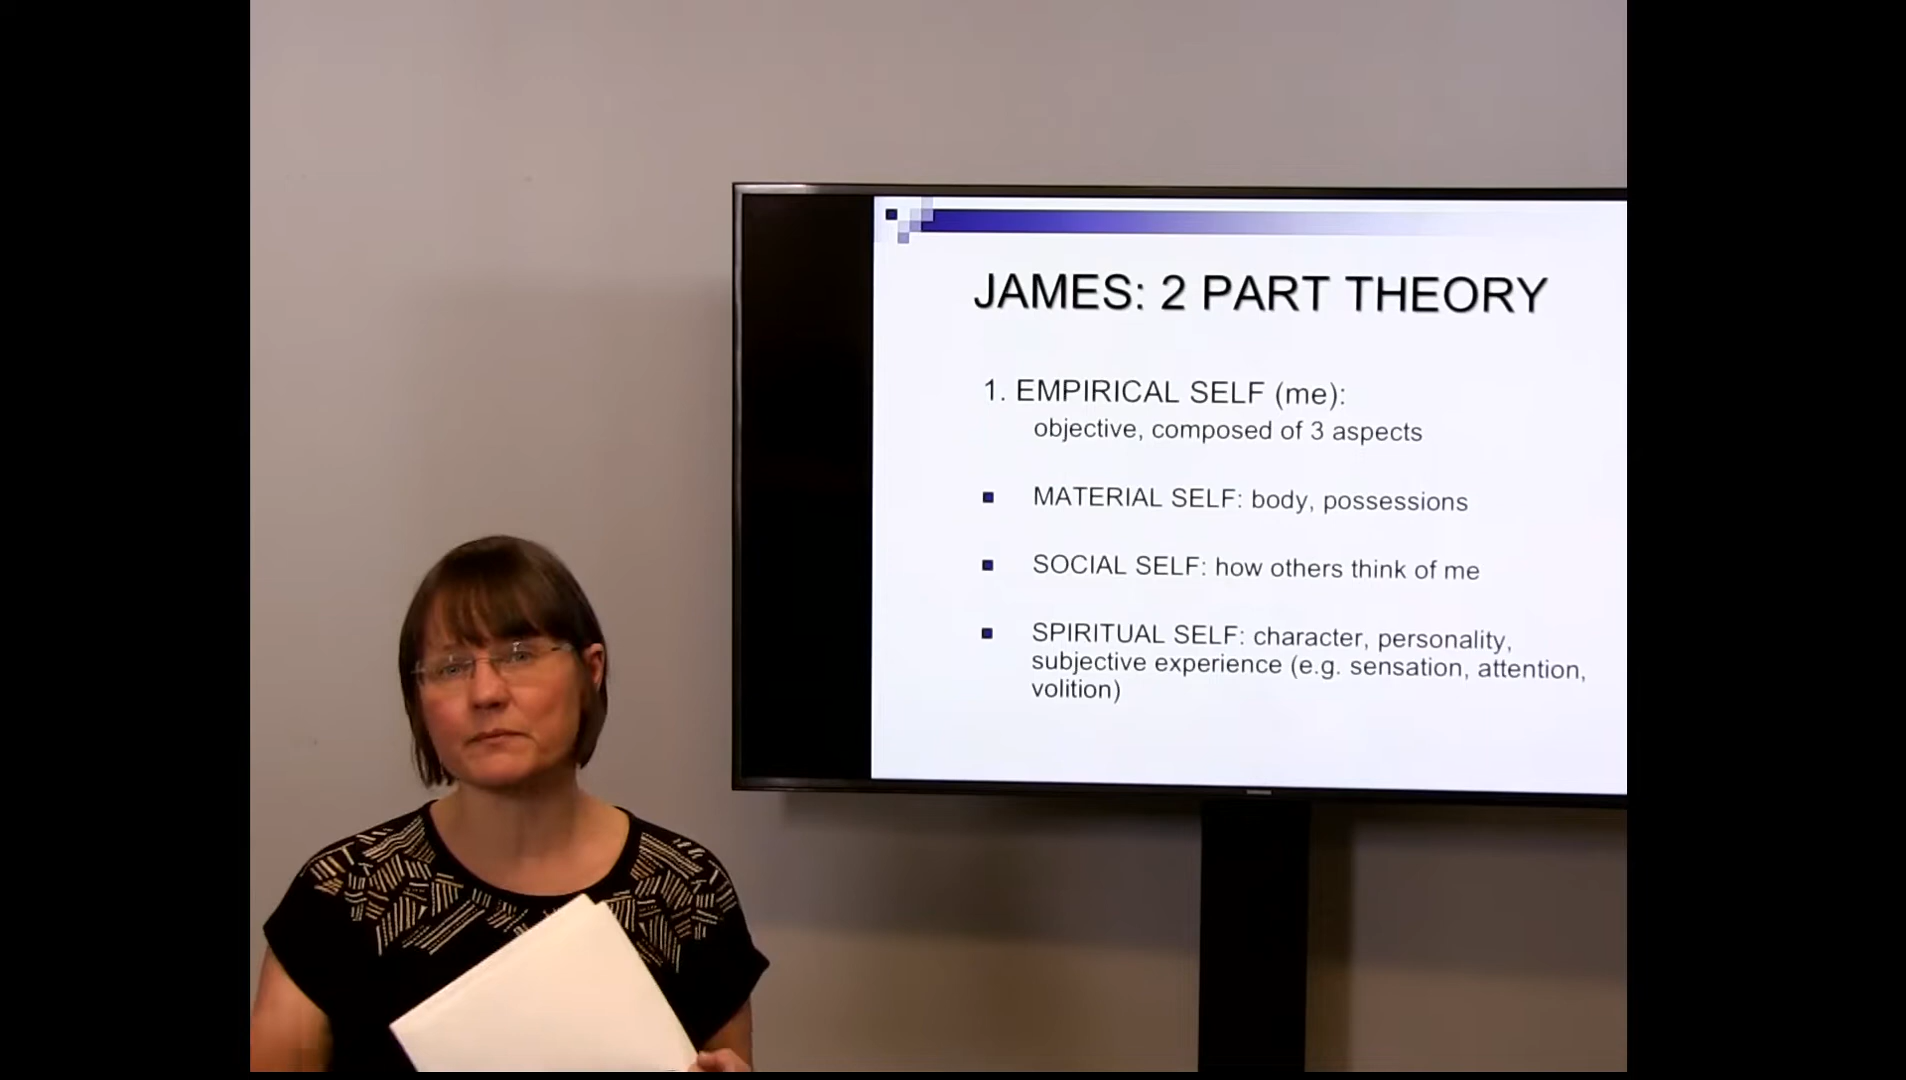 JAMES: 2 PART THEORY
1. EMPIRICAL SELF (me):
objective, composed of 3 aspects
MATERIAL SELF: body, possessions
SOCIAL SELF: how others think of me
SPIRITUAL SELF: character, personality,
subjective experience (e.g. sensation, attention,
volition)